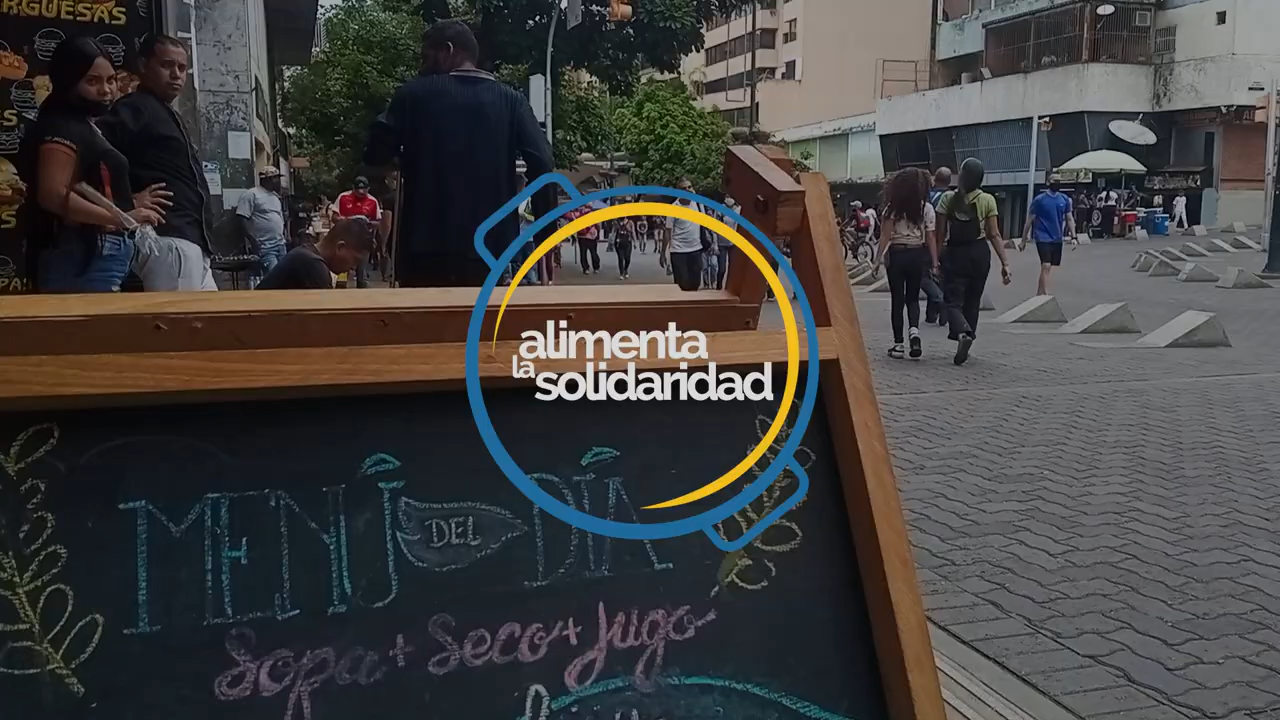 RGUESAS
alimenta
la
solidaridad
MENÚ DEL DÍA
Sopa + Seco + Jugo